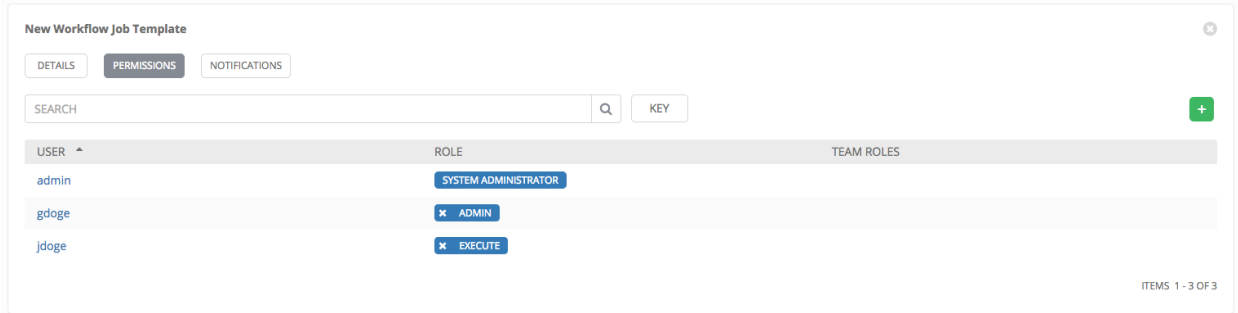 New Workflow Job Template
DETAILS PERMISSIONS NOTIFICATIONS
SEARCH KEY +
USER ROLE TEAM ROLES
admin SYSTEM ADMINISTRATOR
gdoge × ADMIN
jdoge × EXECUTE
ITEMS 1 - 3 OF 3